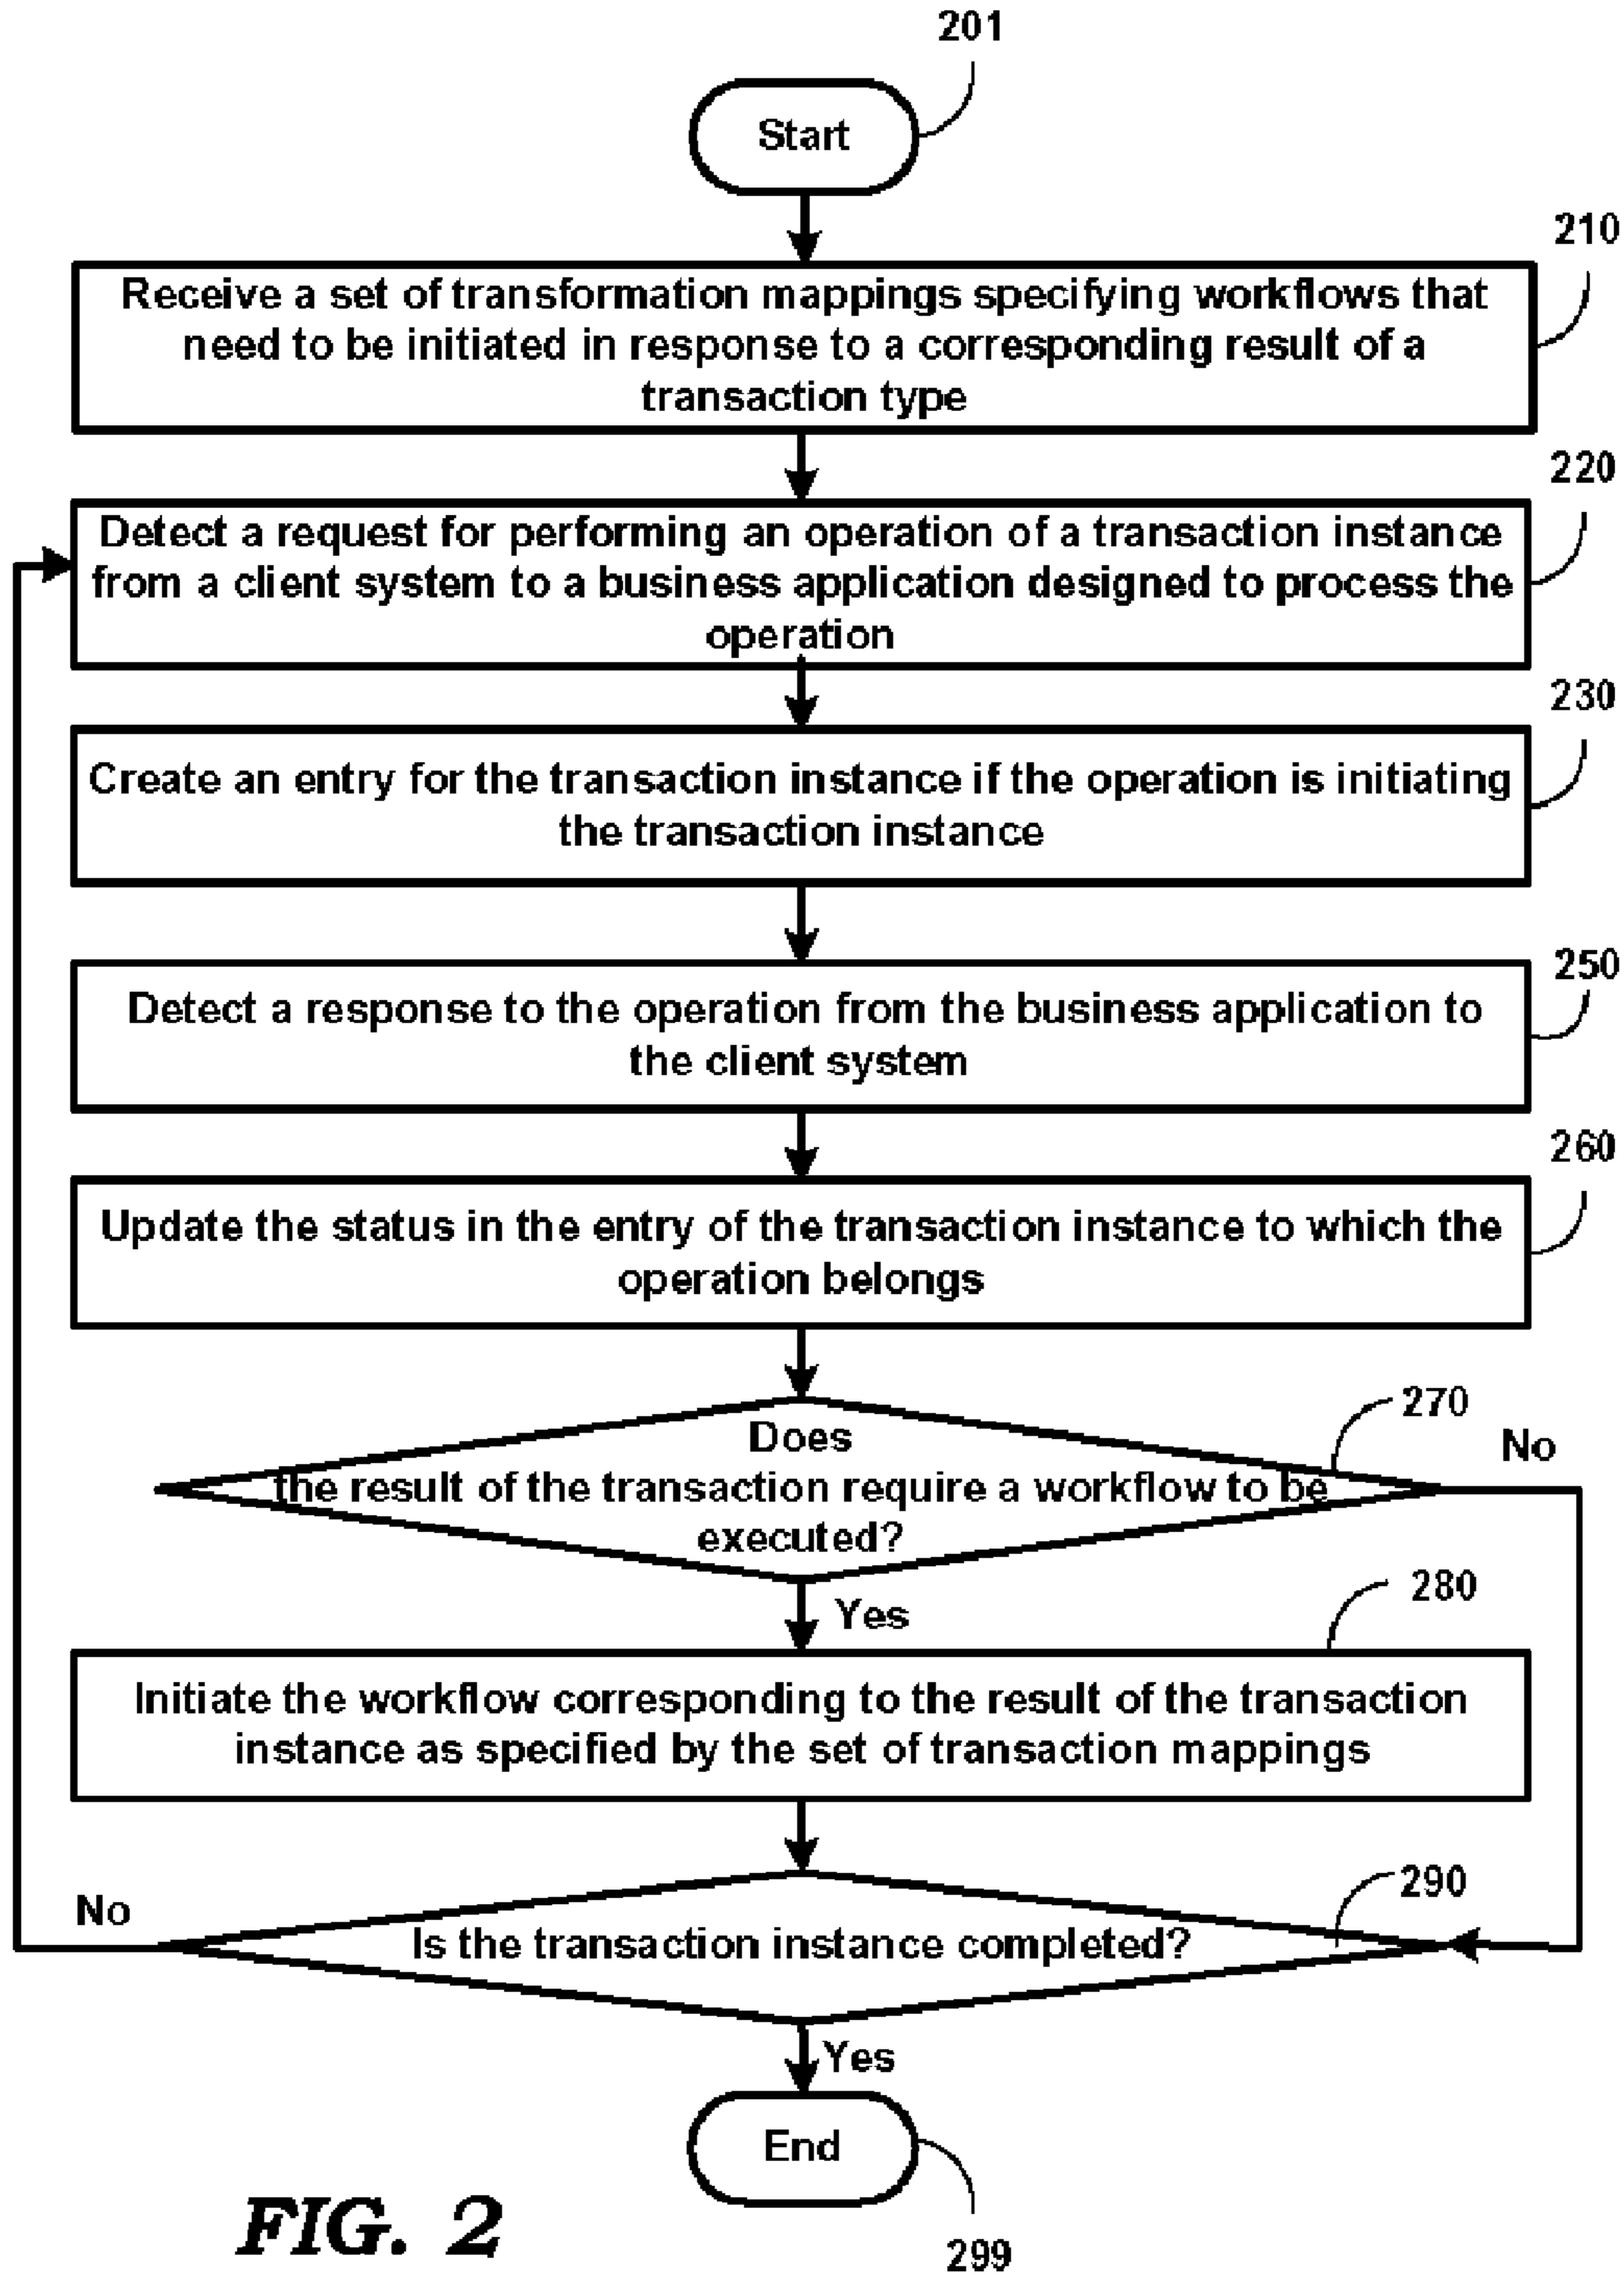 201
Start
210
Receive a set of transformation mappings specifying workflows that
need to be initiated in response to a corresponding result of a
transaction type
220
Detect a request for performing an operation of a transaction instance
from a client system to a business application designed to process the
operation
230
Create an entry for the transaction instance if the operation is initiating
the transaction instance
250
Detect a response to the operation from the business application to
the client system
260
Update the status in the entry of the transaction instance to which the
operation belongs
270
No
Does
the result of the transaction require a workflow to be
executed?
Yes
280
Initiate the workflow corresponding to the result of the transaction
instance as specified by the set of transaction mappings
290
No
Is the transaction instance completed?
Yes
End
299
FIG. 2